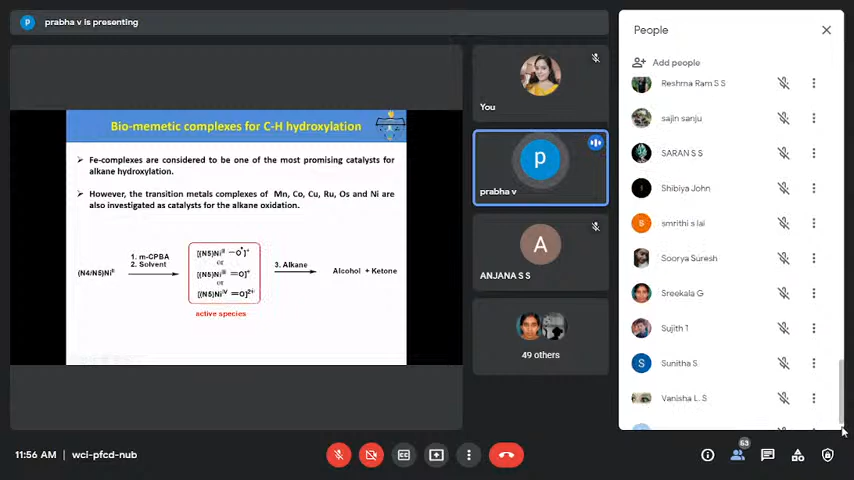 P
prabha v is presenting
Bio-memetic complexes for C-H hydroxylation
➢ Fe-complexes are considered to be one of the most promising catalysts for
alkane hydroxylation.
➢ However, the transition metals complexes of Mn, Co, Cu, Ru, Os and Ni are
also investigated as catalysts for the alkane oxidation.
(N4/N5)Niᴵᴵ
1. m-CPBA
2. Solvent
or
or
3. Alkane
Alcohol + Ketone
active species
You
p
prabha v
A
ANJANA S S
49 others
People
Add people
Reshma Ram S S
sajin sanju
SARAN S S
Shibiya John
s
smrithi s lal
Soorya Suresh
Sreekala G
Sujith T
S
Sunitha S
Vanisha L. S
11:56 AM | wci-pfcd-nub
CC
63